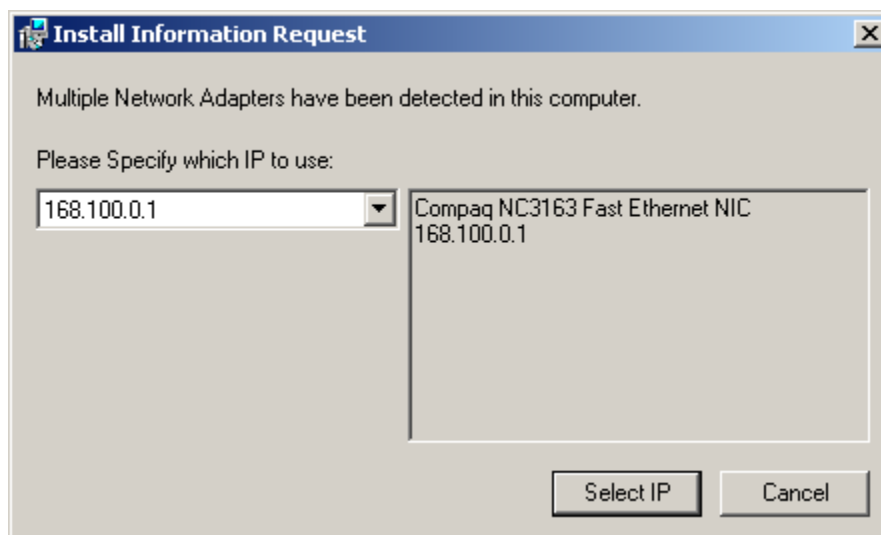 Install Information Request
Multiple Network Adapters have been detected in this computer.
Please Specify which IP to use:
168.100.0.1
Compaq NC3163 Fast Ethernet NIC
168.100.0.1
Select IP
Cancel